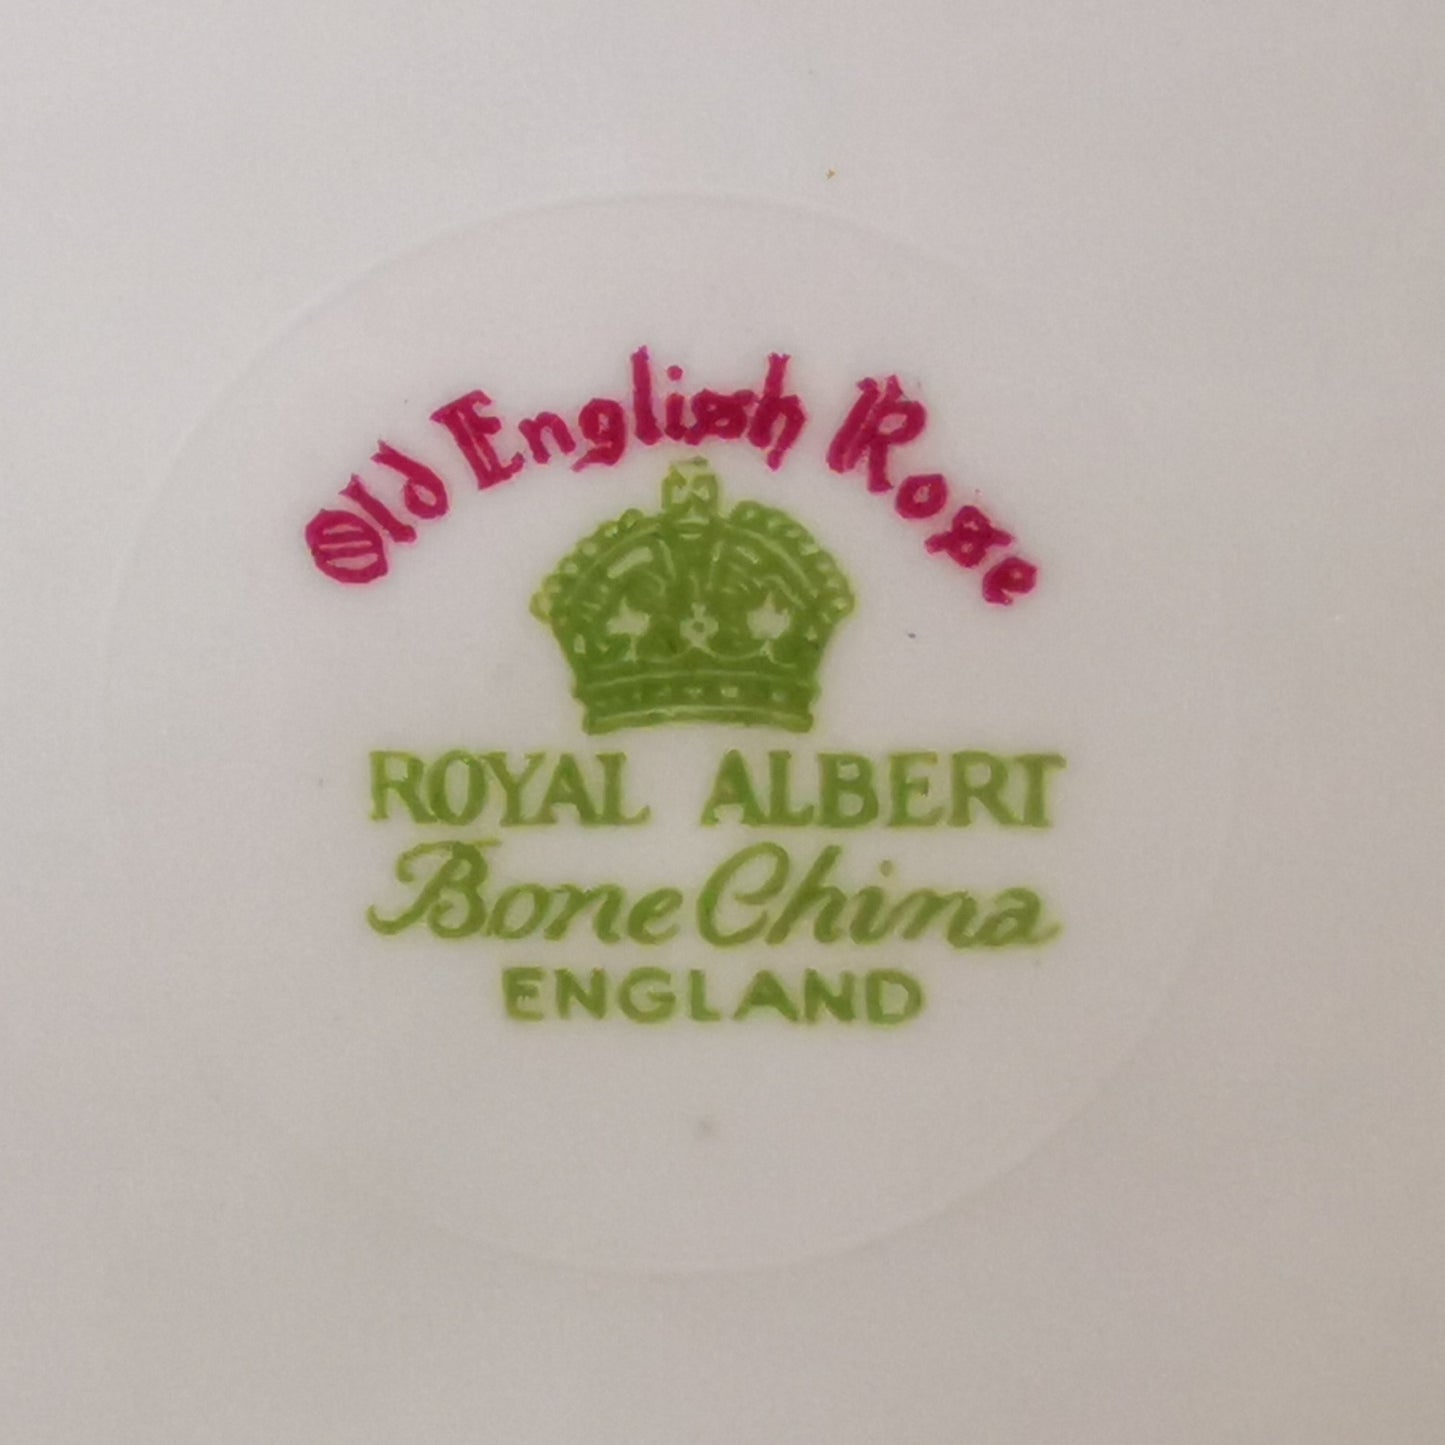 Old English Rose
ROYAL ALBERT
Bone China
ENGLAND